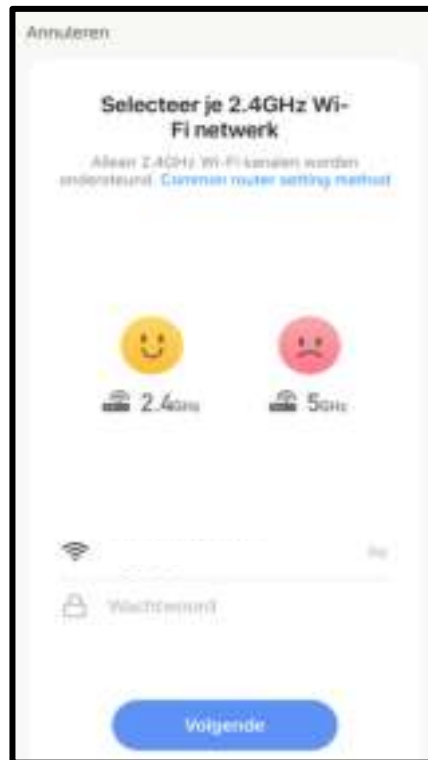 Annuleren
Selecteer je 2.4GHz Wi-
Fi netwerk
Alleen 2.4GHz Wi-Fi-kanalen worden
ondersteund. Common router setting method
2.4GHz
5GHz
Wachtwoord
Volgende